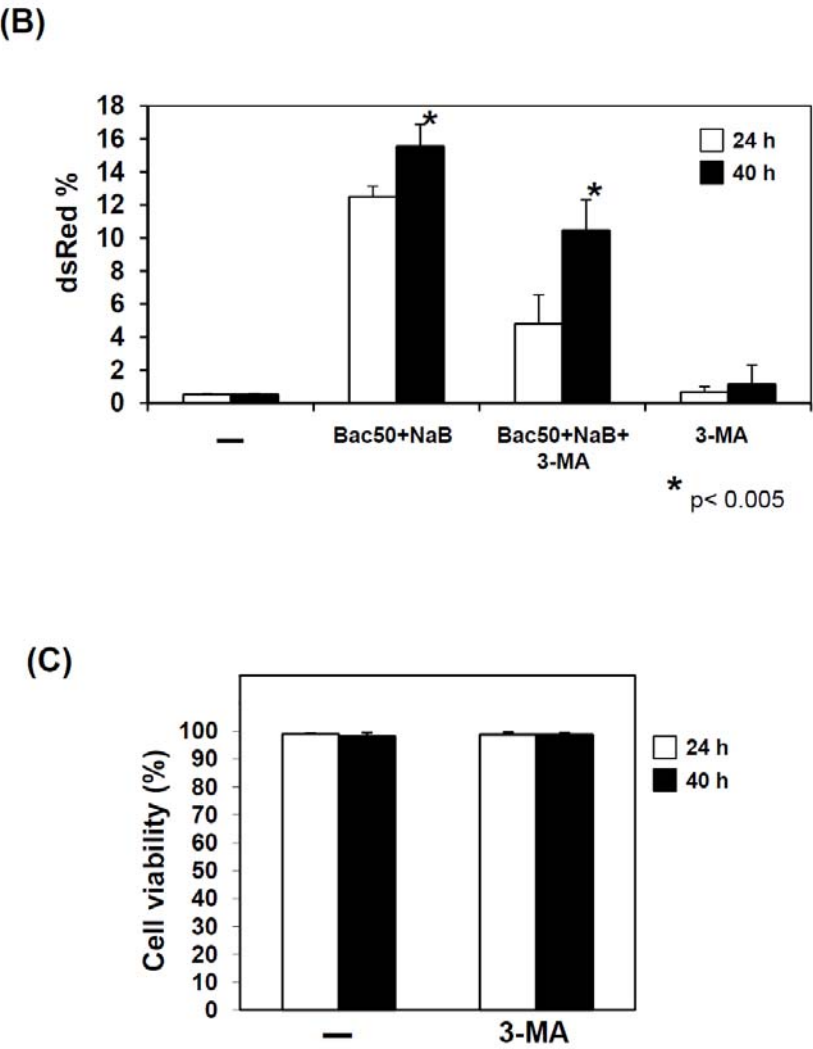 (B)
18
16
14
12
10
8
6
4
2
0
dsRed %
*
*
24 h
40 h
–
Bac50+NaB
Bac50+NaB+
3-MA
3-MA
* p< 0.005
(C)
100
90
80
70
60
50
40
30
20
10
0
Cell viability (%)
24 h
40 h
–
3-MA